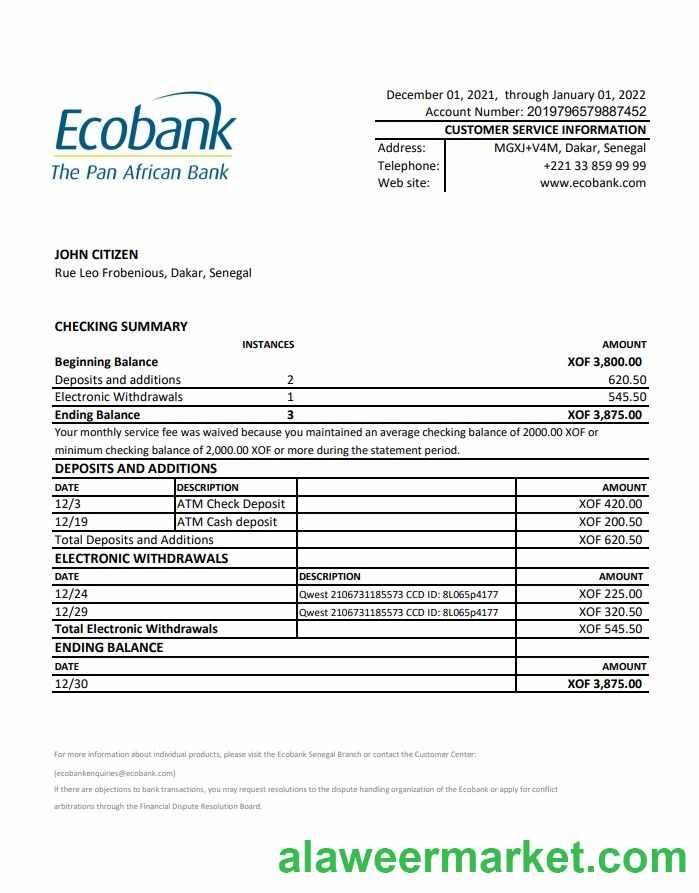 Ecobank
The Pan African Bank
December 01, 2021, through January 01, 2022
Account Number: 2019796579887452
CUSTOMER SERVICE INFORMATION
Address: MGXJ+V4M, Dakar, Senegal
Telephone: +221 33 859 99 99
Web site: www.ecobank.com
JOHN CITIZEN
Rue Leo Frobenious, Dakar, Senegal
CHECKING SUMMARY
INSTANCES AMOUNT
Beginning Balance XOF 3,800.00
Deposits and additions 2 620.50
Electronic Withdrawals 1 545.50
Ending Balance 3 XOF 3,875.00
Your monthly service fee was waived because you maintained an average checking balance of 2000.00 XOF or
minimum checking balance of 2,000.00 XOF or more during the statement period.
DEPOSITS AND ADDITIONS
DATE DESCRIPTION AMOUNT
12/3 ATM Check Deposit XOF 420.00
12/19 ATM Cash deposit XOF 200.50
Total Deposits and Additions XOF 620.50
ELECTRONIC WITHDRAWALS
DATE DESCRIPTION AMOUNT
12/24 Qwest 2106731185573 CCD ID: 8L065p4177 XOF 225.00
12/29 Qwest 2106731185573 CCD ID: 8L065p4177 XOF 320.50
Total Electronic Withdrawals XOF 545.50
ENDING BALANCE
DATE AMOUNT
12/30 XOF 3,875.00
For more information about individual products, please visit the Ecobank Senegal Branch or contact the Customer Center:
(ecobankenquiries@ecobank.com)
If there are objections to bank transactions, you may request resolutions to the dispute handling organization of the Ecobank or apply for conflict
arbitrations through the Financial Dispute Resolution Board.
alaweermarket.com